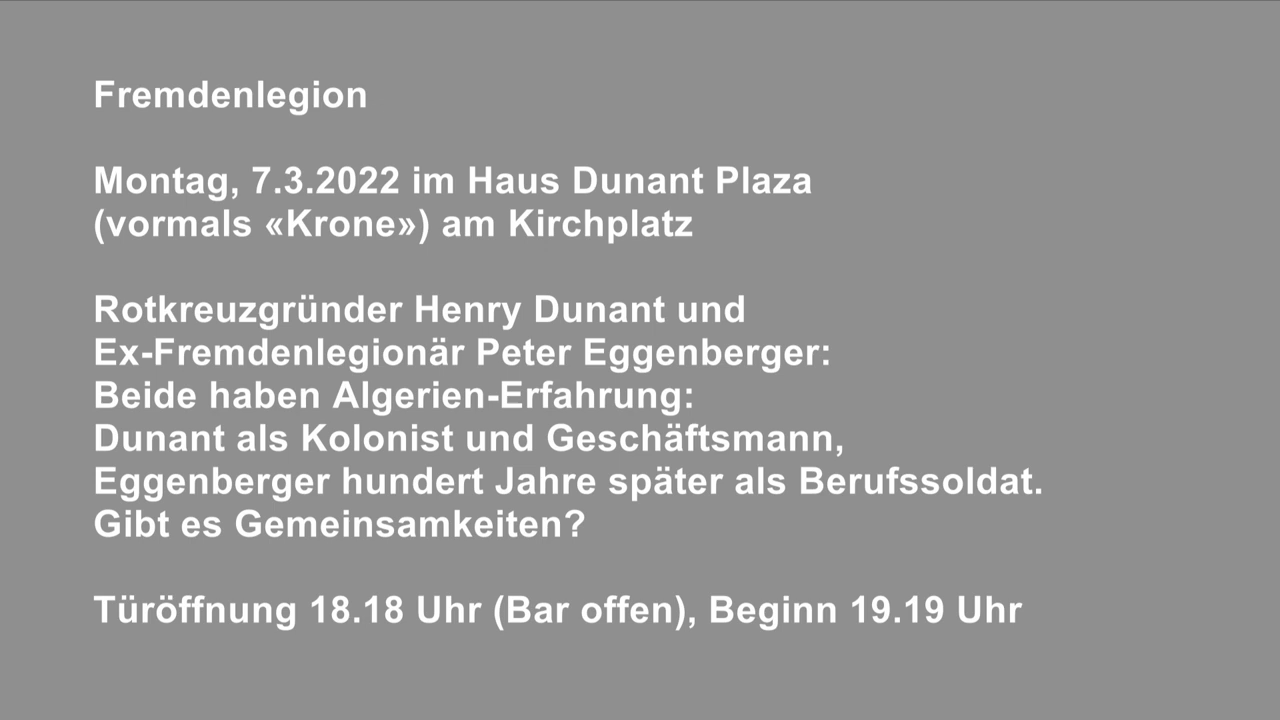 Fremdenlegion
Montag, 7.3.2022 im Haus Dunant Plaza
(vormals «Krone») am Kirchplatz
Rotkreuzgründer Henry Dunant und
Ex-Fremdenlegionär Peter Eggenberger:
Beide haben Algerien-Erfahrung:
Dunant als Kolonist und Geschäftsmann,
Eggenberger hundert Jahre später als Berufssoldat.
Gibt es Gemeinsamkeiten?
Türöffnung 18.18 Uhr (Bar offen), Beginn 19.19 Uhr